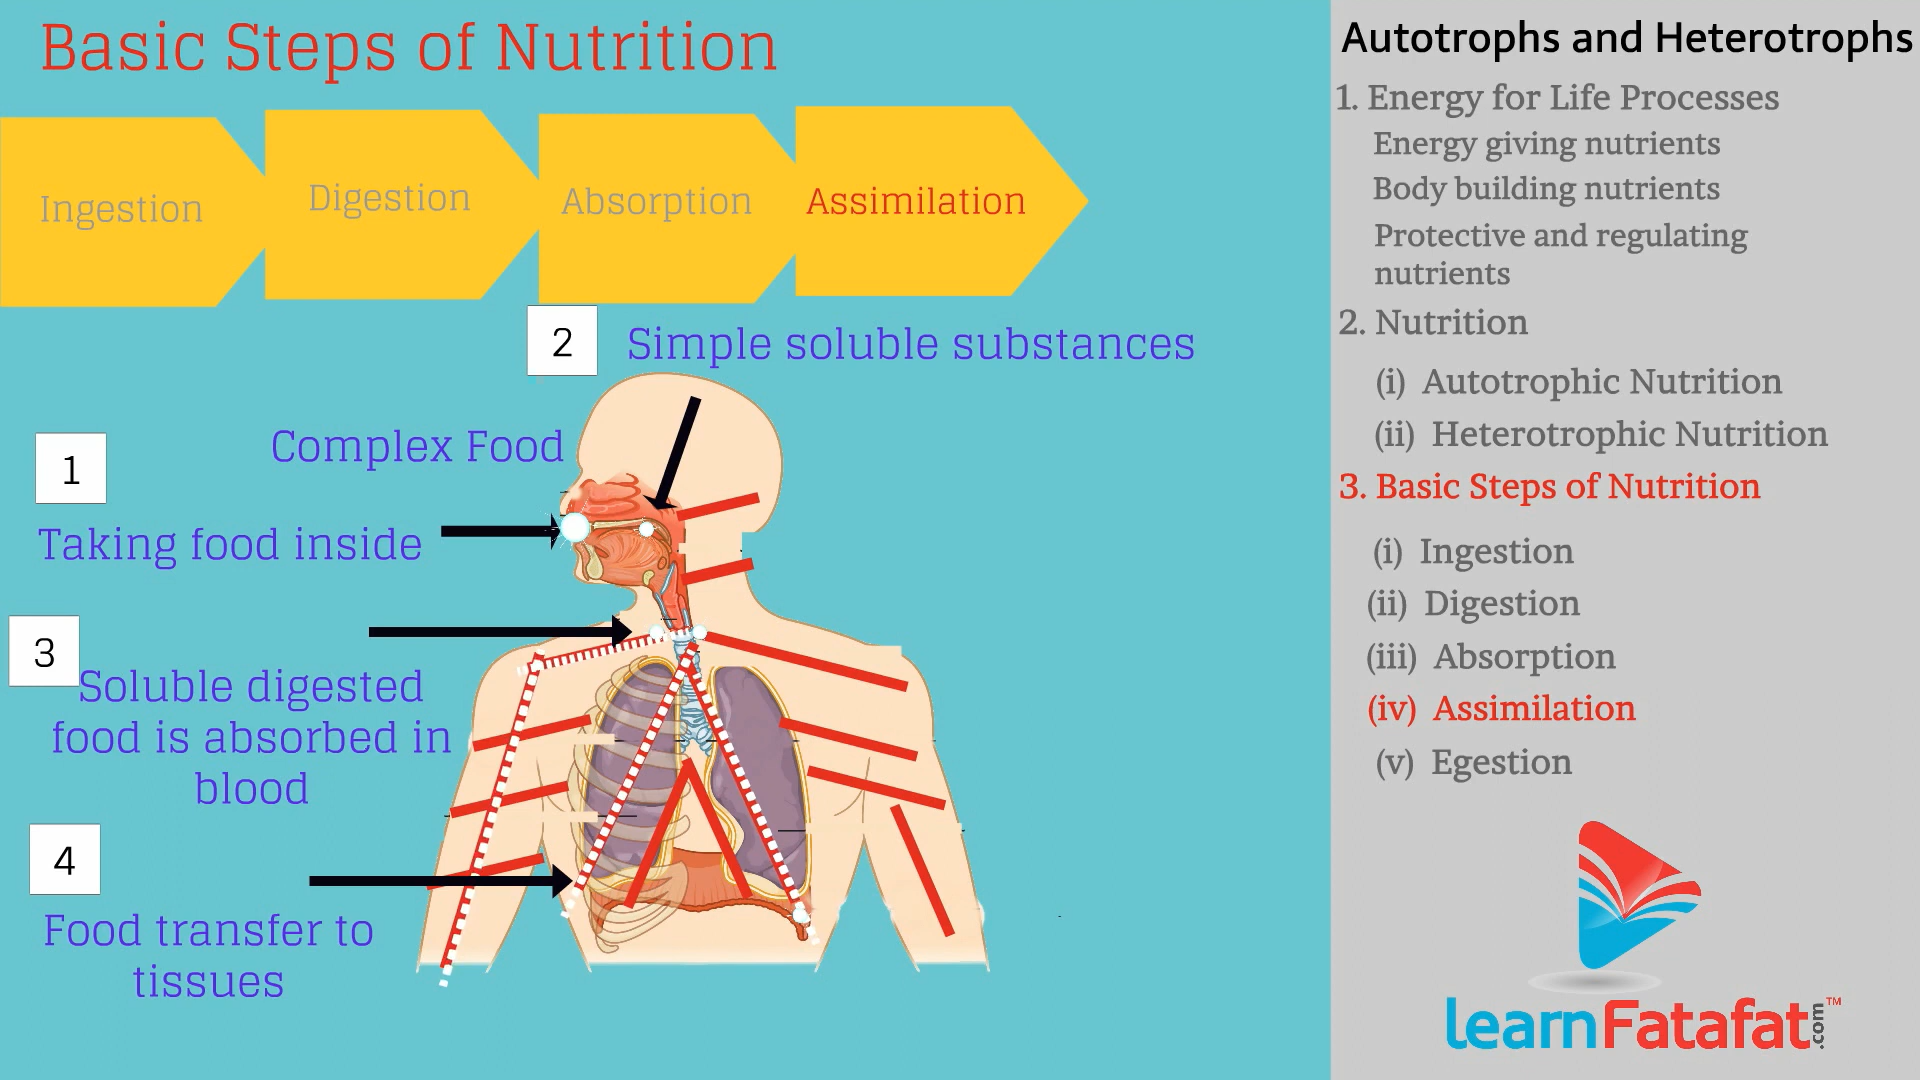 Basic Steps of Nutrition
Ingestion
Digestion
Absorption
Assimilation
2
Simple soluble substances
Complex Food
1
Taking food inside
3
Soluble digested
food is absorbed in
blood
4
Food transfer to
tissues
Autotrophs and Heterotrophs
1. Energy for Life Processes
Energy giving nutrients
Body building nutrients
Protective and regulating
nutrients
2. Nutrition
(i) Autotrophic Nutrition
(ii) Heterotrophic Nutrition
3. Basic Steps of Nutrition
(i) Ingestion
(ii) Digestion
(iii) Absorption
(iv) Assimilation
(v) Egestion
learnFatafat.com™